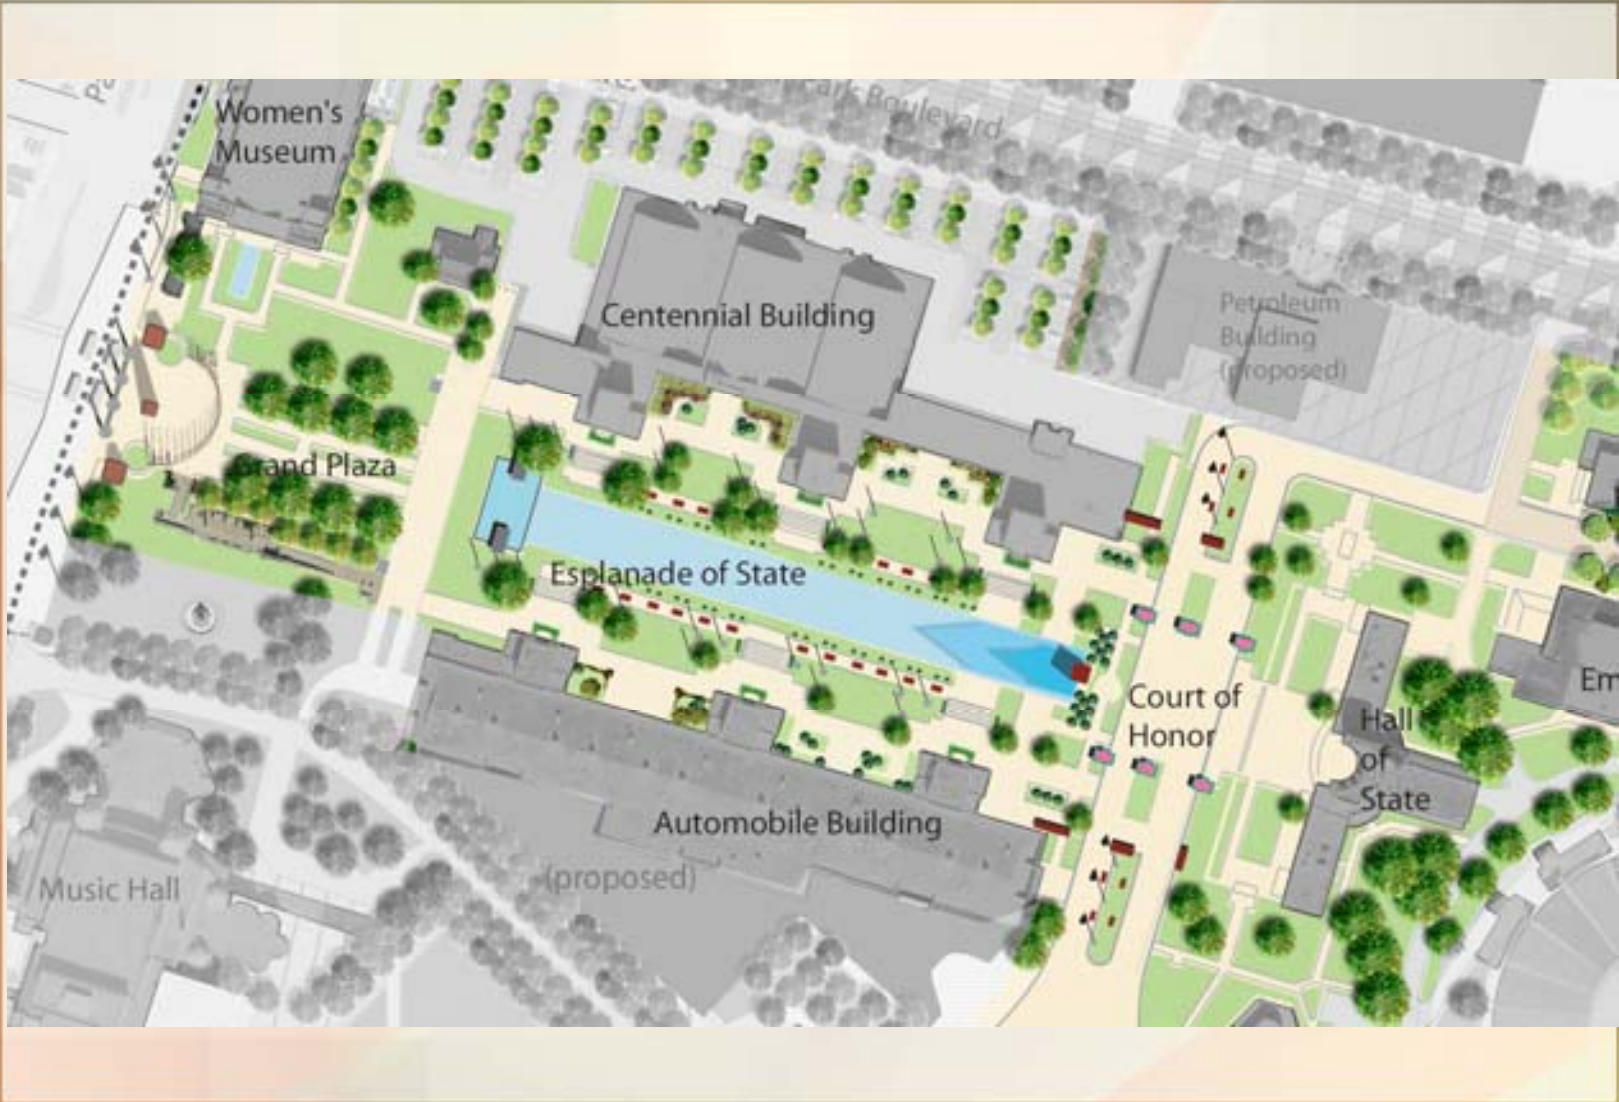 Women's
Museum
Park Boulevard
Centennial Building
Petroleum
Building
(proposed)
Grand Plaza
Esplanade of State
Court of
Honor
Hall
of
State
Em
Automobile Building
(proposed)
Music Hall